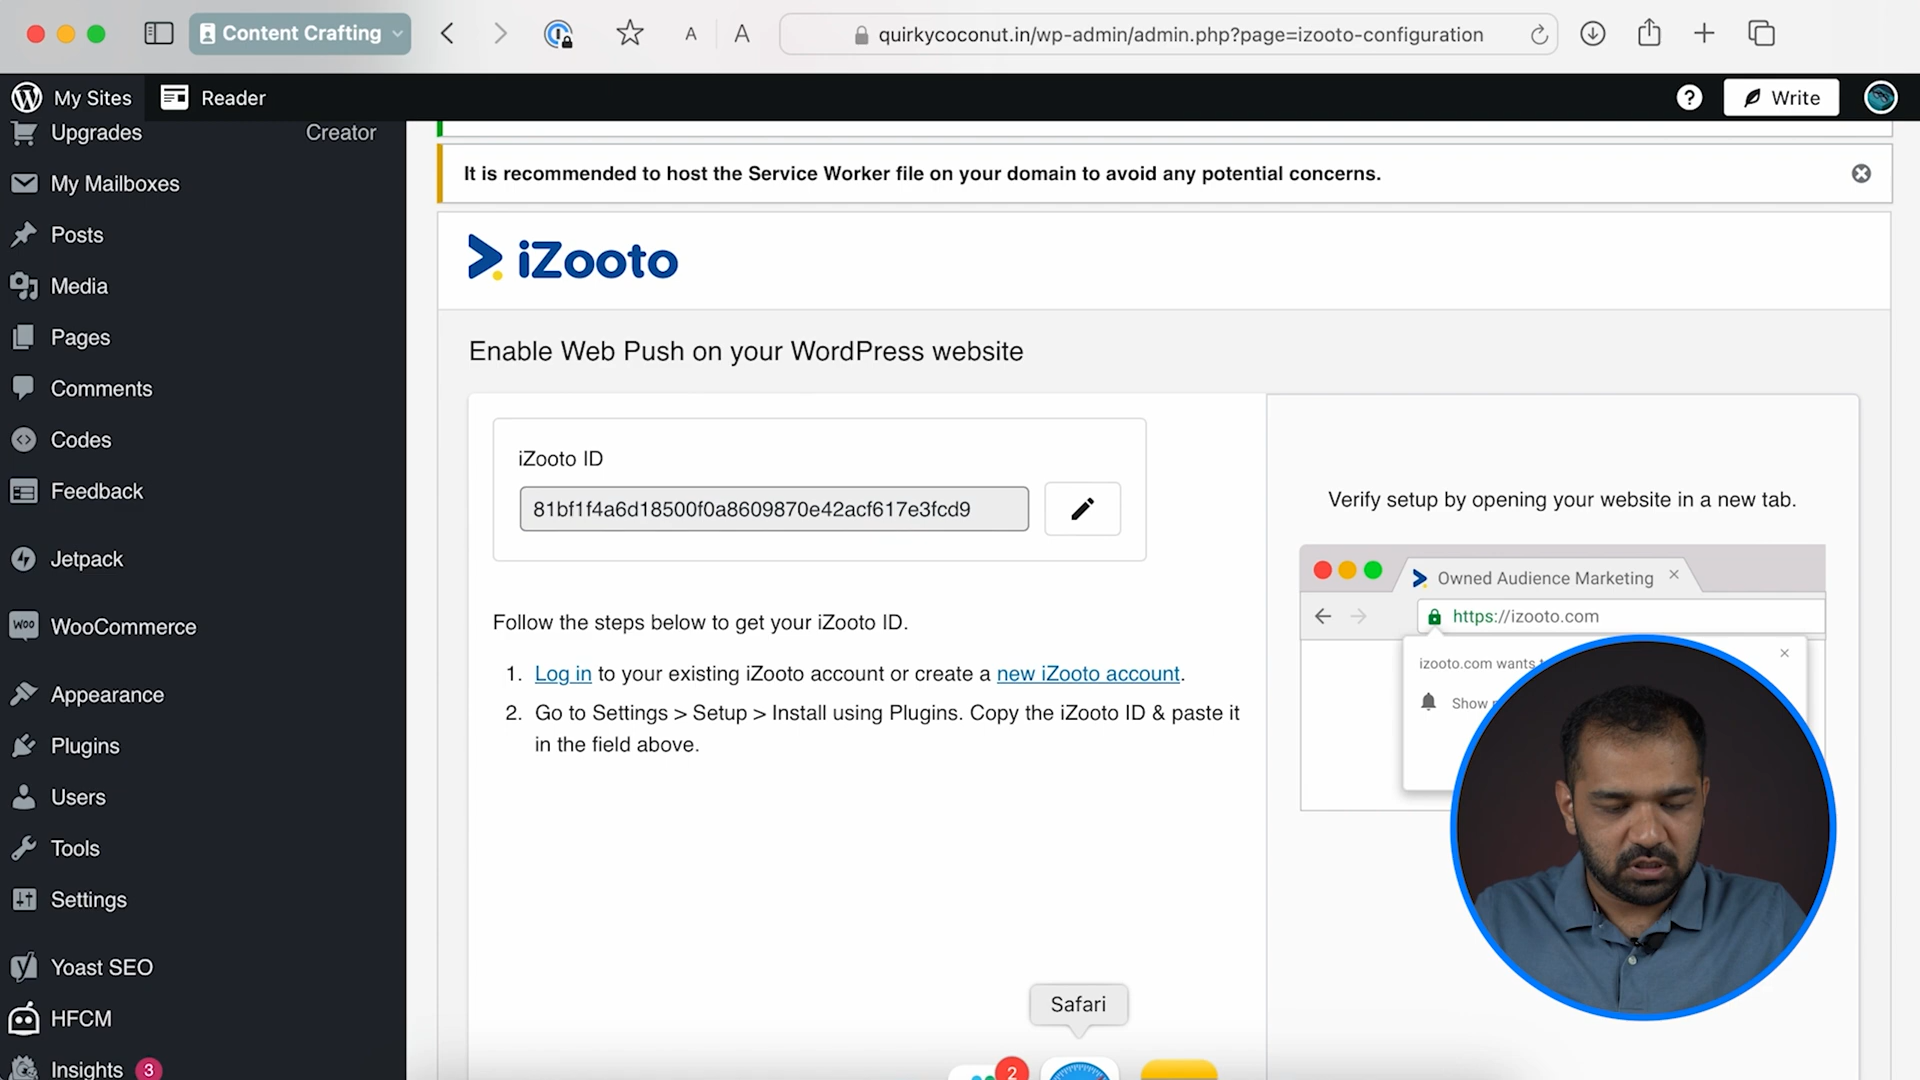 Content Crafting
A A
quirkycoconut.in/wp-admin/admin.php?page=izooto-configuration
My Sites
Reader
Write
Upgrades Creator
My Mailboxes
Posts
Media
Pages
Comments
Codes
Feedback
Jetpack
WooCommerce
Appearance
Plugins
Users
Tools
Settings
Yoast SEO
HFCM
Insights 3
It is recommended to host the Service Worker file on your domain to avoid any potential concerns.
iZooto
Enable Web Push on your WordPress website
iZooto ID
81bf1f4a6d18500f0a8609870e42acf617e3fcd9
Follow the steps below to get your iZooto ID.
1. Log in to your existing iZooto account or create a new iZooto account.
2. Go to Settings > Setup > Install using Plugins. Copy the iZooto ID & paste it
in the field above.
Verify setup by opening your website in a new tab.
Owned Audience Marketing
https://izooto.com
izooto.com wants
Show
Safari
2